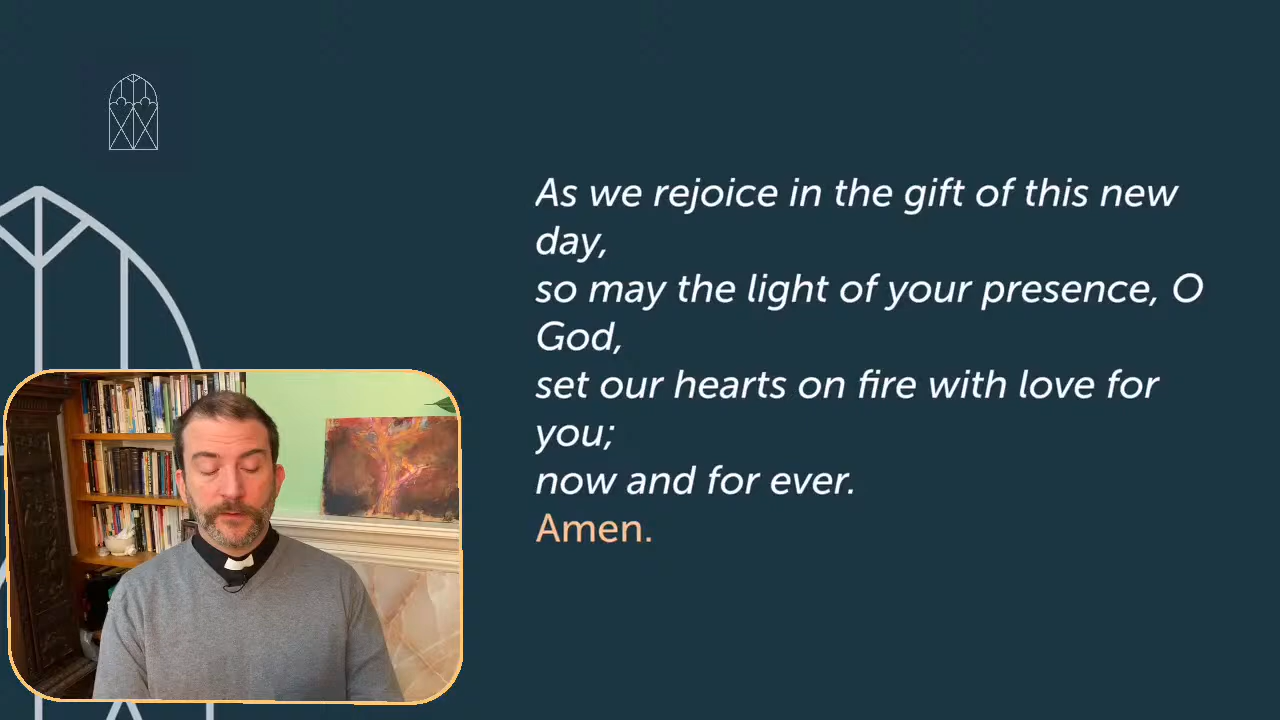 As we rejoice in the gift of this new
day,
so may the light of your presence, O
God,
set our hearts on fire with love for
you;
now and for ever.
Amen.